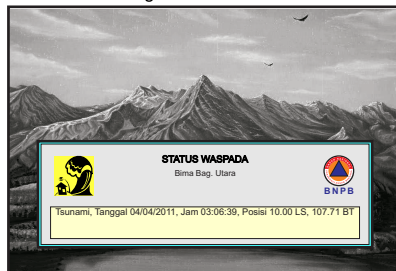 STATUS WASPADA
Bima Bag. Utara
BNPB
Tsunami, Tanggal 04/04/2011, Jam 03:06:39, Posisi 10.00 LS, 107.71 BT